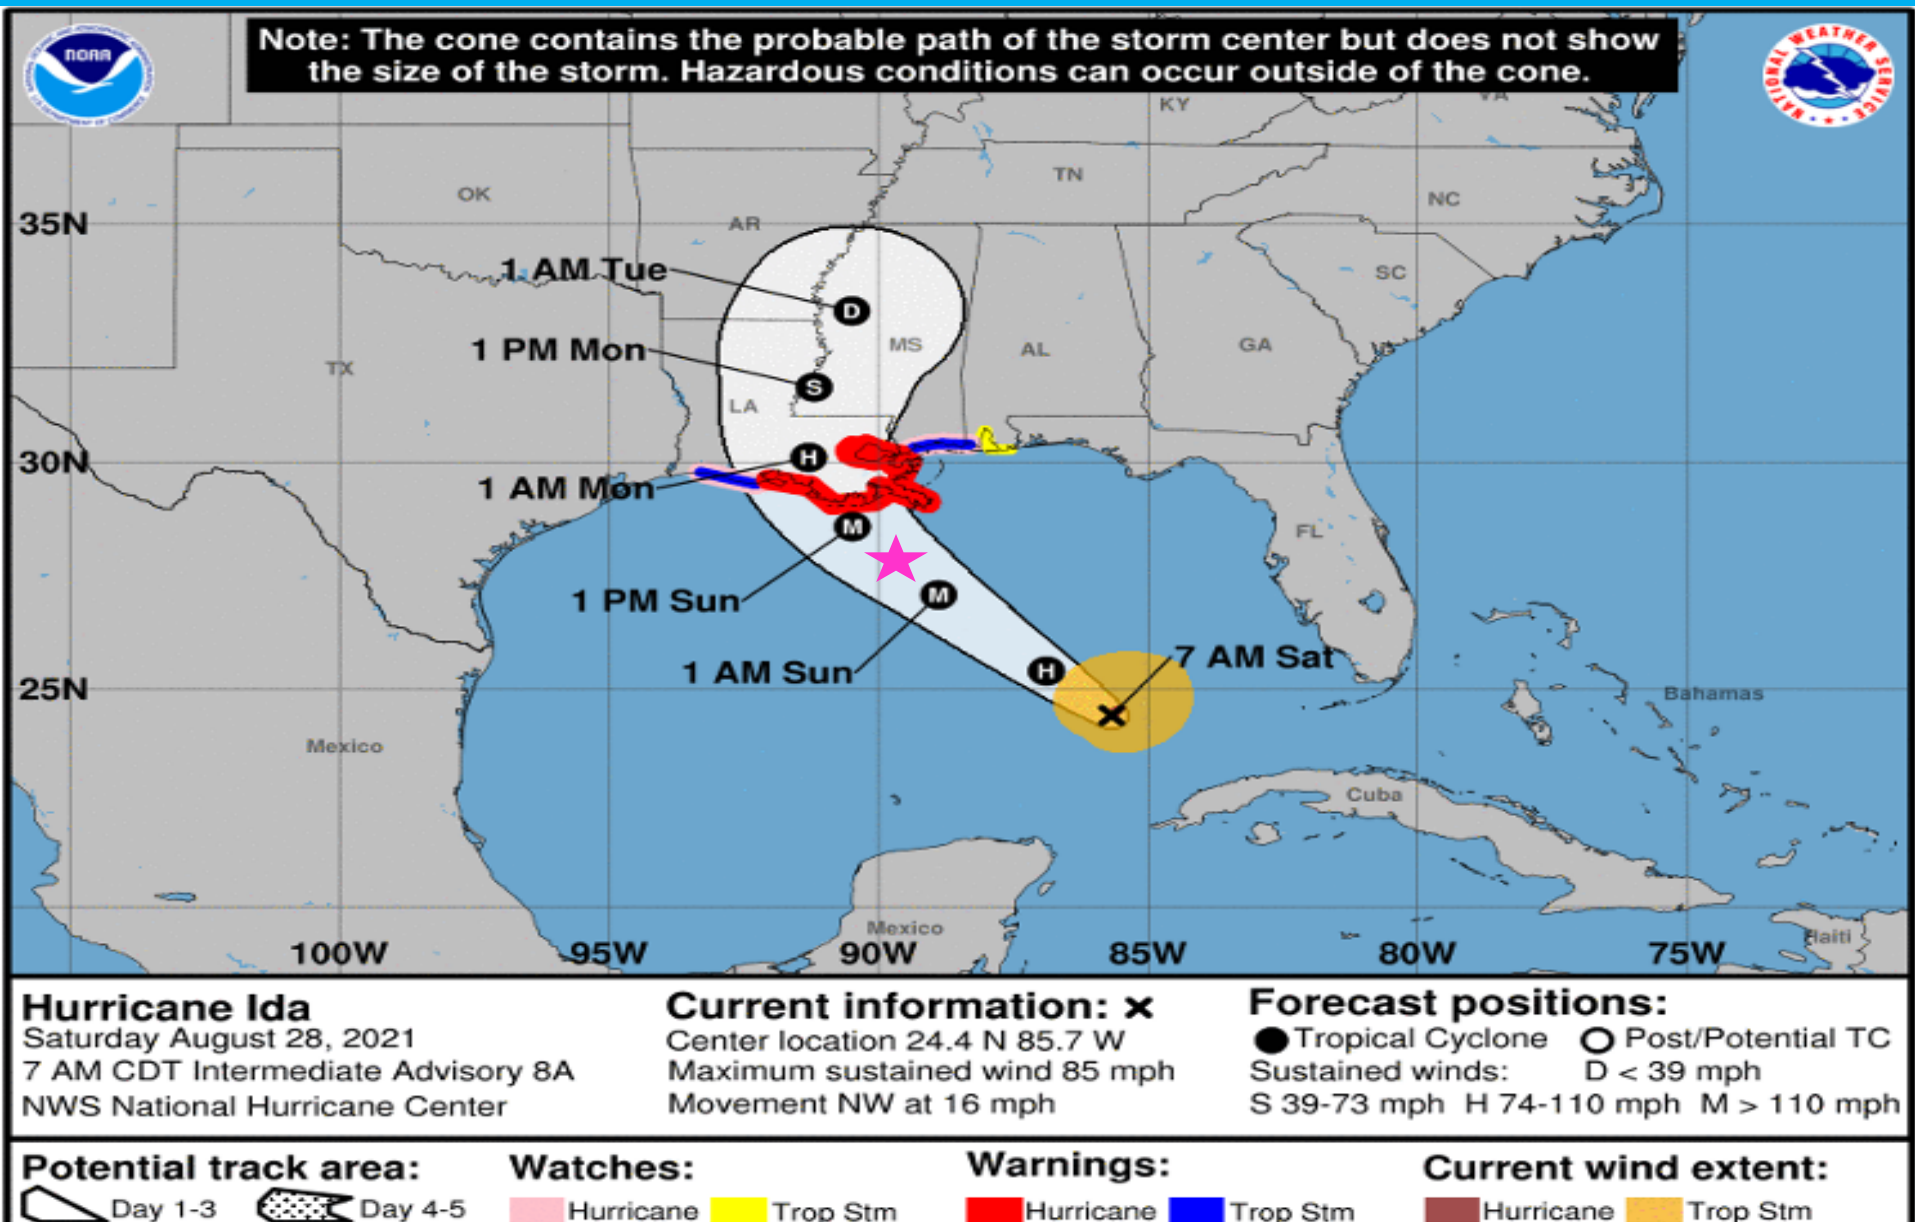 Note: The cone contains the probable path of the storm center but does not show
the size of the storm. Hazardous conditions can occur outside of the cone.
NOAA
NATIONAL WEATHER SERVICE
KY
VA
OK
TN
NC
35N
AR
1 AM Tue
D
SC
1 PM Mon
MS
AL
GA
TX
S
LA
30N
H
1 AM Mon
M
FL
1 PM Sun
M
1 AM Sun
H
7 AM Sat
25N
Bahamas
Mexico
Cuba
Mexico
Haiti
100W
95W
90W
85W
80W
75W
Hurricane Ida
Saturday August 28, 2021
7 AM CDT Intermediate Advisory 8A
NWS National Hurricane Center
Current information: ×
Center location 24.4 N 85.7 W
Maximum sustained wind 85 mph
Movement NW at 16 mph
Forecast positions:
Tropical Cyclone Post/Potential TC
Sustained winds: D < 39 mph
S 39-73 mph H 74-110 mph M > 110 mph
Potential track area:
Day 1-3 Day 4-5
Watches:
Hurricane Trop Stm
Warnings:
Hurricane Trop Stm
Current wind extent:
Hurricane Trop Stm